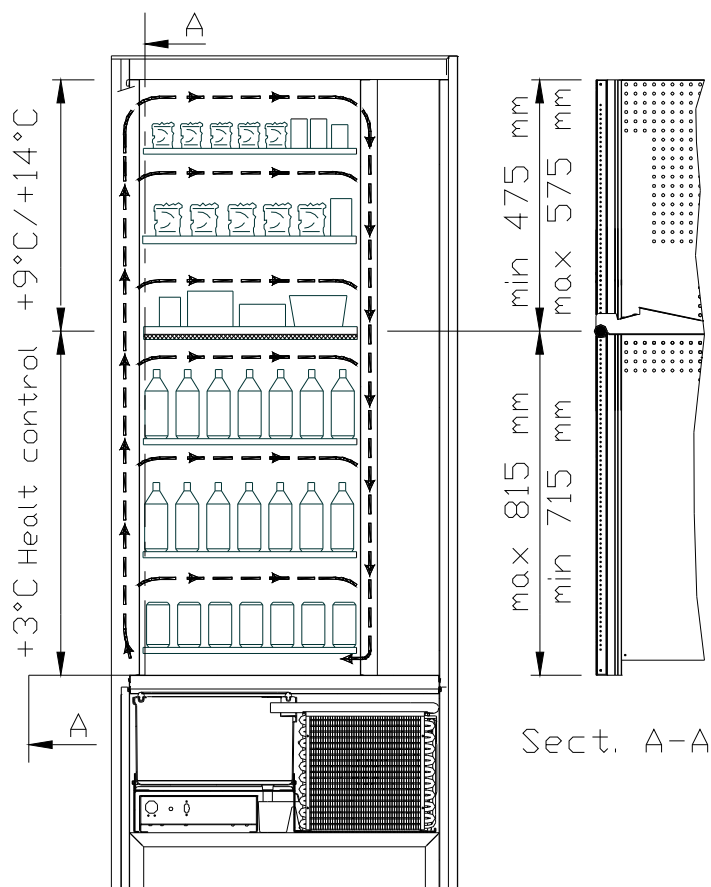 A
+9°C/+14°C
+3°C Healt control
min 475 mm
max 575 mm
max 815 mm
min 715 mm
A
Sect. A-A